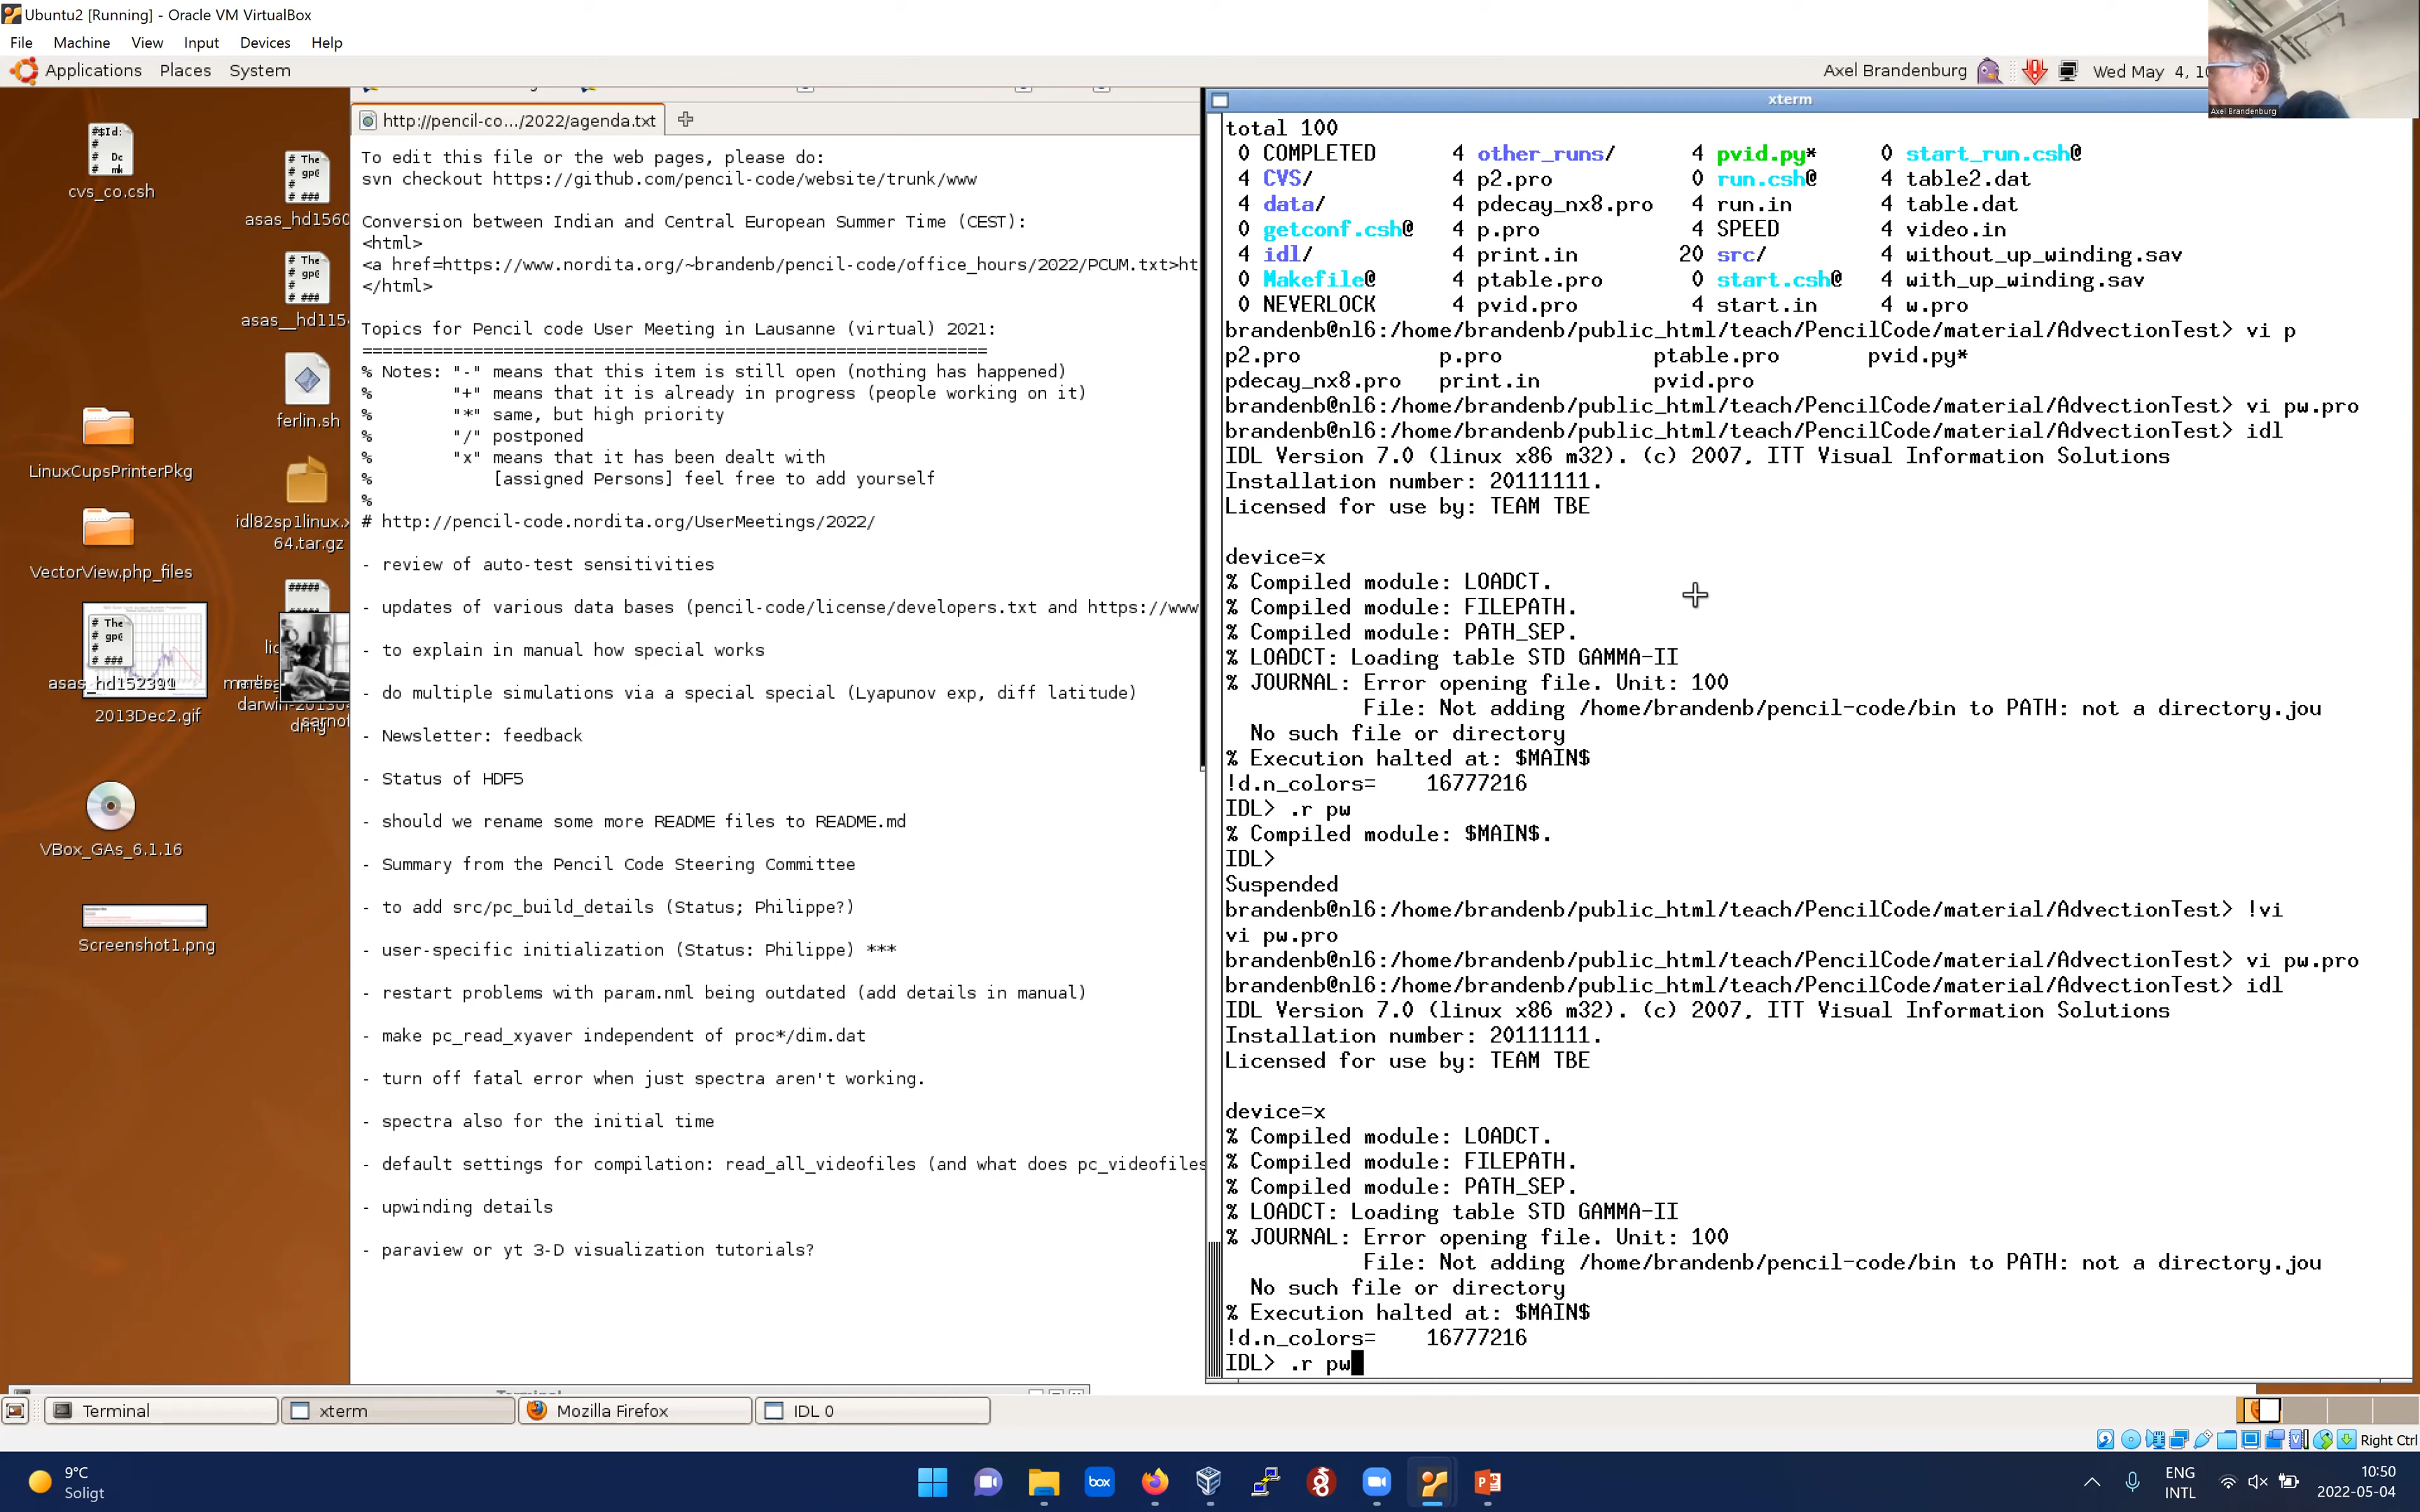 Ubuntu2 [Running] - Oracle VM VirtualBox
File Machine View Input Devices Help
Applications Places System
Axel Brandenburg
Wed May 4, 10
Axel Brandenburg
cvs_co.csh
asas_hd1560
asas__hd1154
ferlin.sh
LinuxCupsPrinterPkg
idl82sp1linux.x
64.tar.gz
VectorView.php_files
asas_hd152391
2013Dec2.gif
VBox_GAs_6.1.16
Screenshot1.png
http://pencil-co.../2022/agenda.txt
To edit this file or the web pages, please do:
svn checkout https://github.com/pencil-code/website/trunk/www
Conversion between Indian and Central European Summer Time (CEST):
<html>
<a href=https://www.nordita.org/~brandenb/pencil-code/office_hours/2022/PCUM.txt>ht
</html>
Topics for Pencil code User Meeting in Lausanne (virtual) 2021:
==============================================================
% Notes: "-" means that this item is still open (nothing has happened)
% "+" means that it is already in progress (people working on it)
% "*" same, but high priority
% "/" postponed
% "x" means that it has been dealt with
% [assigned Persons] feel free to add yourself
%
# http://pencil-code.nordita.org/UserMeetings/2022/
- review of auto-test sensitivities
- updates of various data bases (pencil-code/license/developers.txt and https://www
- to explain in manual how special works
- do multiple simulations via a special special (Lyapunov exp, diff latitude)
- Newsletter: feedback
- Status of HDF5
- should we rename some more README files to README.md
- Summary from the Pencil Code Steering Committee
- to add src/pc_build_details (Status; Philippe?)
- user-specific initialization (Status: Philippe) ***
- restart problems with param.nml being outdated (add details in manual)
- make pc_read_xyaver independent of proc*/dim.dat
- turn off fatal error when just spectra aren't working.
- spectra also for the initial time
- default settings for compilation: read_all_videofiles (and what does pc_videofiles
- upwinding details
- paraview or yt 3-D visualization tutorials?
xterm
total 100
0 COMPLETED 4 other_runs/ 4 pvid.py* 0 start_run.csh@
4 CVS/ 4 p2.pro 0 run.csh@ 4 table2.dat
4 data/ 4 pdecay_nx8.pro 4 run.in 4 table.dat
0 getconf.csh@ 4 p.pro 4 SPEED 4 video.in
4 idl/ 4 print.in 20 src/ 4 without_up_winding.sav
0 Makefile@ 4 ptable.pro 0 start.csh@ 4 with_up_winding.sav
0 NEVERLOCK 4 pvid.pro 4 start.in 4 w.pro
brandenb@nl6:/home/brandenb/public_html/teach/PencilCode/material/AdvectionTest> vi p
p2.pro p.pro ptable.pro pvid.py*
pdecay_nx8.pro print.in pvid.pro
brandenb@nl6:/home/brandenb/public_html/teach/PencilCode/material/AdvectionTest> vi pw.pro
brandenb@nl6:/home/brandenb/public_html/teach/PencilCode/material/AdvectionTest> idl
IDL Version 7.0 (linux x86 m32). (c) 2007, ITT Visual Information Solutions
Installation number: 20111111.
Licensed for use by: TEAM TBE
device=x
% Compiled module: LOADCT.
% Compiled module: FILEPATH.
% Compiled module: PATH_SEP.
% LOADCT: Loading table STD GAMMA-II
% JOURNAL: Error opening file. Unit: 100
File: Not adding /home/brandenb/pencil-code/bin to PATH: not a directory.jou
No such file or directory
% Execution halted at: $MAIN$
!d.n_colors= 16777216
IDL> .r pw
% Compiled module: $MAIN$.
IDL>
Suspended
brandenb@nl6:/home/brandenb/public_html/teach/PencilCode/material/AdvectionTest> !vi
vi pw.pro
brandenb@nl6:/home/brandenb/public_html/teach/PencilCode/material/AdvectionTest> vi pw.pro
brandenb@nl6:/home/brandenb/public_html/teach/PencilCode/material/AdvectionTest> idl
IDL Version 7.0 (linux x86 m32). (c) 2007, ITT Visual Information Solutions
Installation number: 20111111.
Licensed for use by: TEAM TBE
device=x
% Compiled module: LOADCT.
% Compiled module: FILEPATH.
% Compiled module: PATH_SEP.
% LOADCT: Loading table STD GAMMA-II
% JOURNAL: Error opening file. Unit: 100
File: Not adding /home/brandenb/pencil-code/bin to PATH: not a directory.jou
No such file or directory
% Execution halted at: $MAIN$
!d.n_colors= 16777216
IDL> .r pw
Terminal xterm Mozilla Firefox IDL 0
Right Ctrl
9°C
Soligt
box
ENG
INTL
10:50
2022-05-04